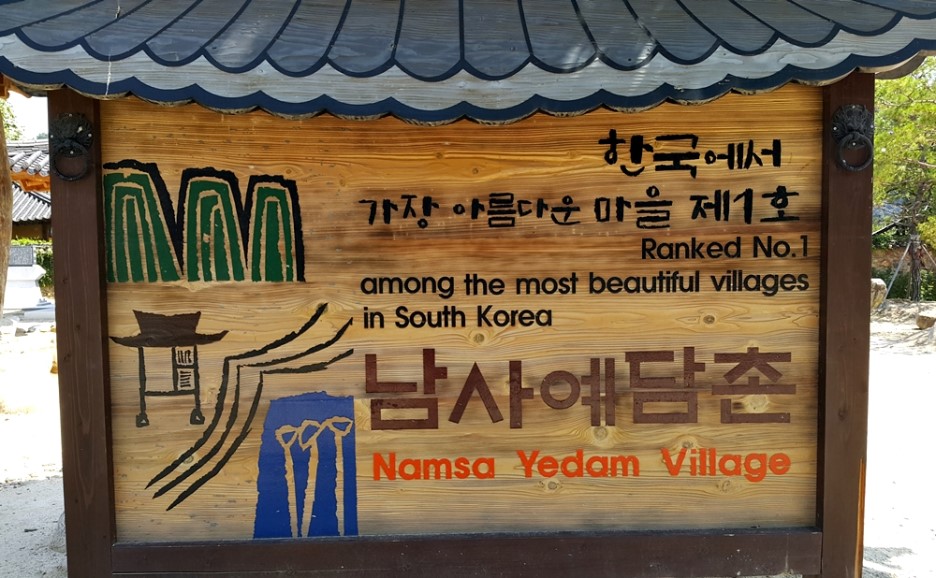 한국에서
가장 아름다운 마을 제1호
Ranked No.1
among the most beautiful villages
in South Korea
남사예담촌
Namsa Yedam Village